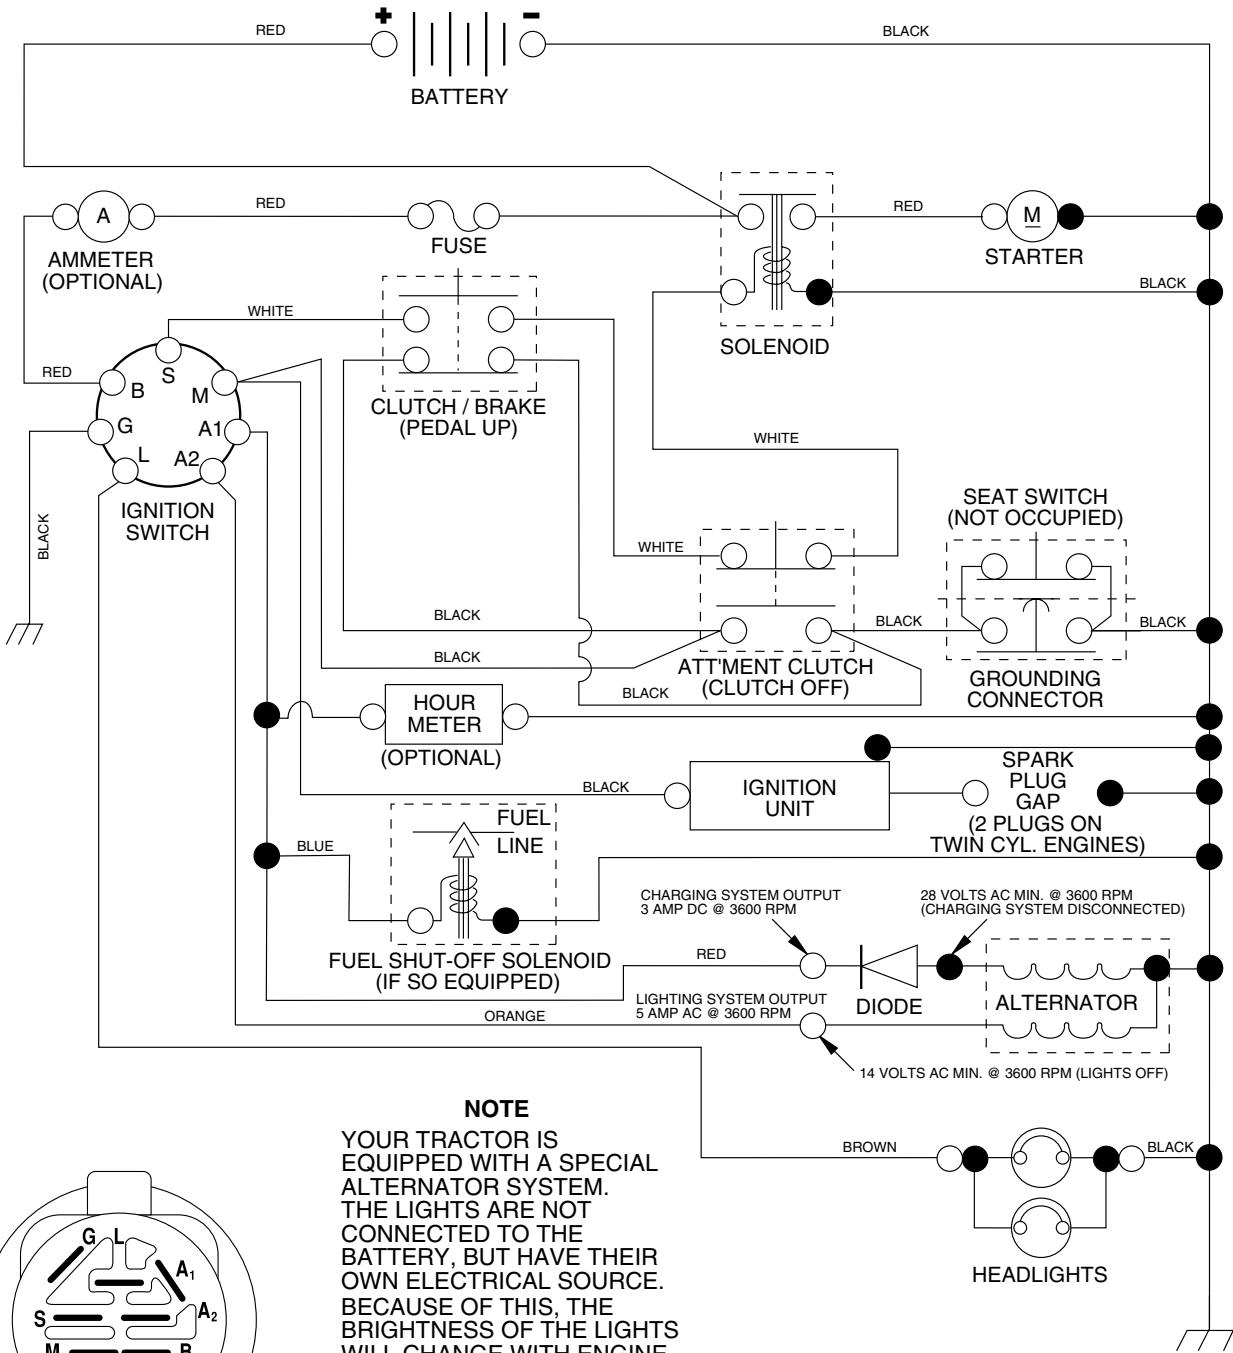 + -
RED
BLACK
BATTERY
A
RED
FUSE
RED
M
STARTER
AMMETER
(OPTIONAL)
BLACK
WHITE
SOLENOID
RED
B
S
M
G
A1
L
A2
CLUTCH / BRAKE
(PEDAL UP)
WHITE
IGNITION
SWITCH
BLACK
SEAT SWITCH
(NOT OCCUPIED)
WHITE
BLACK
BLACK
BLACK
BLACK
ATT'MENT CLUTCH
(CLUTCH OFF)
GROUNDING
CONNECTOR
BLACK
HOUR
METER
(OPTIONAL)
BLACK
IGNITION
UNIT
SPARK
PLUG
GAP
(2 PLUGS ON
TWIN CYL. ENGINES)
FUEL
LINE
BLUE
FUEL SHUT-OFF SOLENOID
(IF SO EQUIPPED)
CHARGING SYSTEM OUTPUT
3 AMP DC @ 3600 RPM
28 VOLTS AC MIN. @ 3600 RPM
(CHARGING SYSTEM DISCONNECTED)
RED
DIODE
ALTERNATOR
LIGHTING SYSTEM OUTPUT
5 AMP AC @ 3600 RPM
ORANGE
14 VOLTS AC MIN. @ 3600 RPM (LIGHTS OFF)
BROWN
BLACK
HEADLIGHTS
NOTE
YOUR TRACTOR IS
EQUIPPED WITH A SPECIAL
ALTERNATOR SYSTEM.
THE LIGHTS ARE NOT
CONNECTED TO THE
BATTERY, BUT HAVE THEIR
OWN ELECTRICAL SOURCE.
BECAUSE OF THIS, THE
BRIGHTNESS OF THE LIGHTS
WILL CHANGE WITH ENGINE
G L
A1
A2
S
M
B